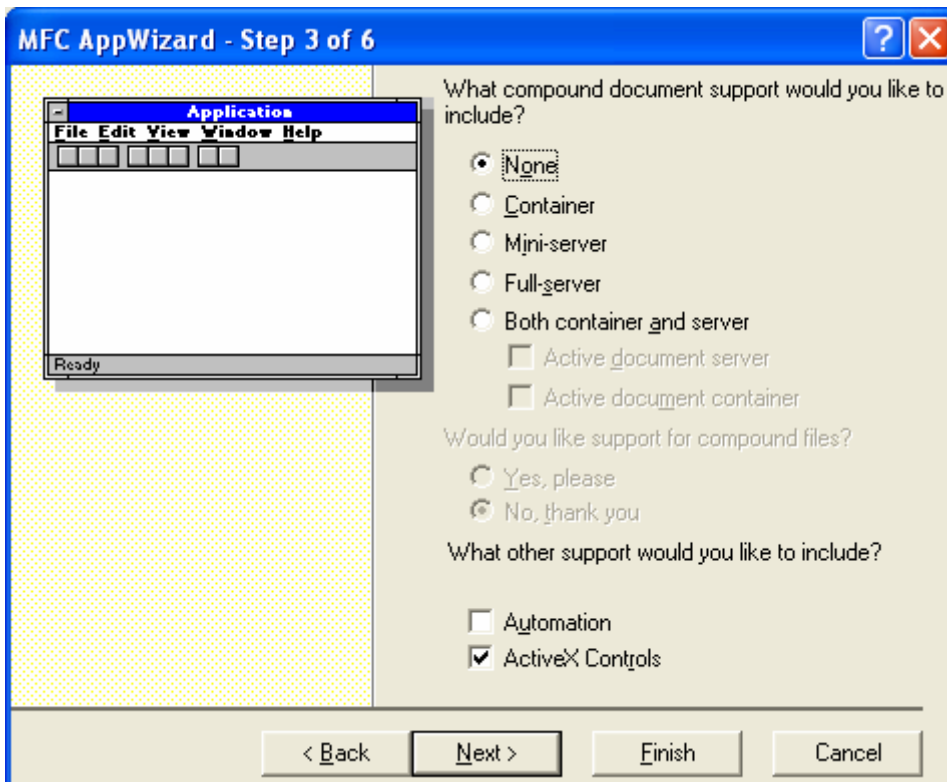 MFC AppWizard - Step 3 of 6
Application
File Edit View Window Help
Ready
What compound document support would you like to
include?
None
Container
Mini-server
Full-server
Both container and server
Active document server
Active document container
Would you like support for compound files?
Yes, please
No, thank you
What other support would you like to include?
Automation
ActiveX Controls
< Back
Next >
Finish
Cancel